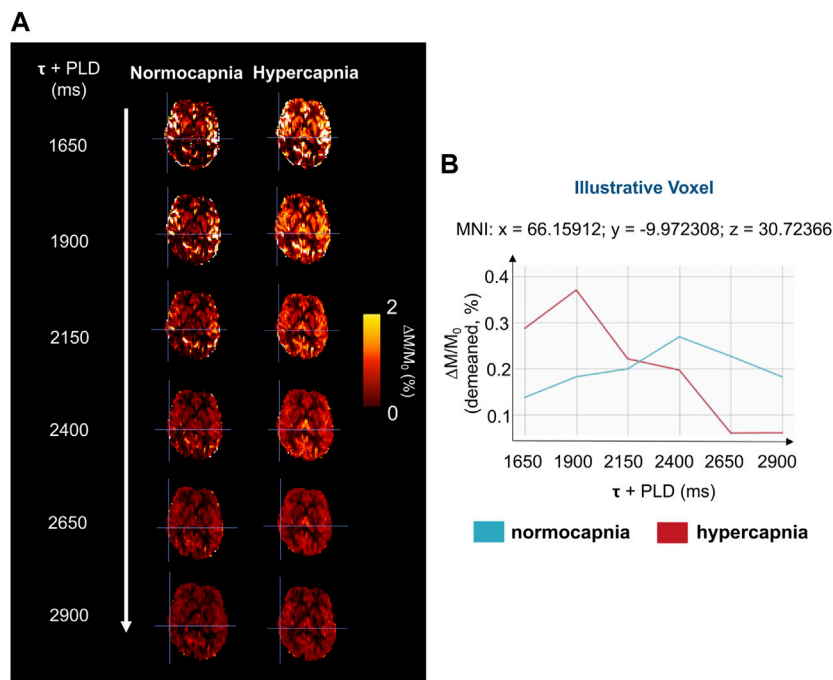 A
τ + PLD
(ms)
Normocapnia
Hypercapnia
1650
1900
2150
2400
2650
2900
2
0
ΔM/M₀ (%)
B
Illustrative Voxel
MNI: x = 66.15912; y = -9.972308; z = 30.72366
ΔM/M₀
(demeaned, %)
0.4
0.3
0.2
0.1
1650 1900 2150 2400 2650 2900
τ + PLD (ms)
normocapnia
hypercapnia